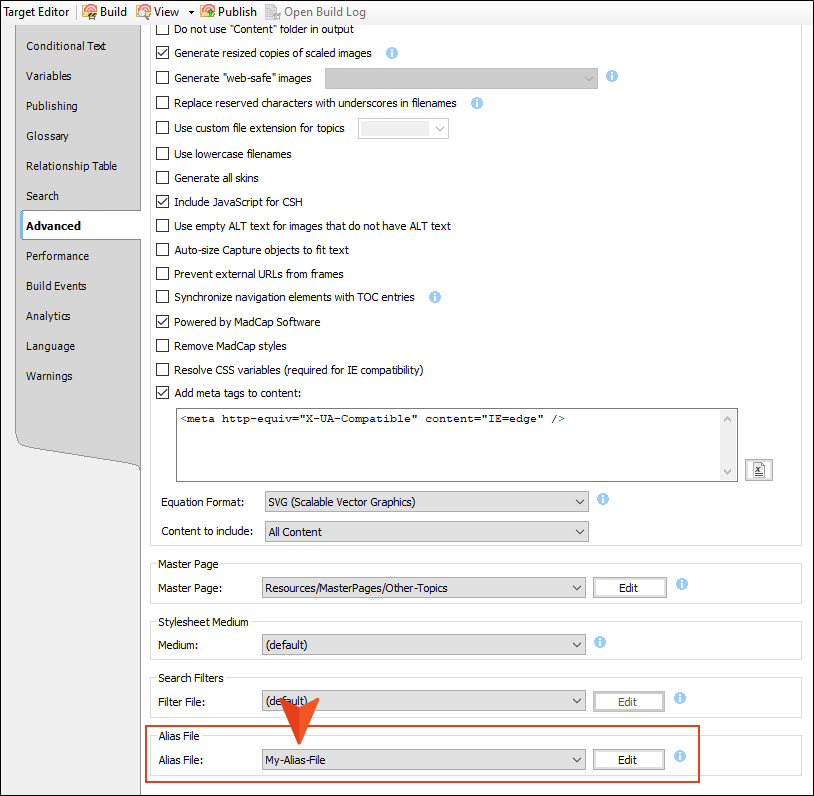 Target Editor Build View Publish Open Build Log
Conditional Text
Variables
Publishing
Glossary
Relationship Table
Search
Advanced
Performance
Build Events
Analytics
Language
Warnings
Do not use "Content" folder in output
Generate resized copies of scaled images
Generate "web-safe" images
Replace reserved characters with underscores in filenames
Use custom file extension for topics
Use lowercase filenames
Generate all skins
Include JavaScript for CSH
Use empty ALT text for images that do not have ALT text
Auto-size Capture objects to fit text
Prevent external URLs from frames
Synchronize navigation elements with TOC entries
Powered by MadCap Software
Remove MadCap styles
Resolve CSS variables (required for IE compatibility)
Add meta tags to content:
<meta http-equiv="X-UA-Compatible" content="IE=edge" />
Equation Format: SVG (Scalable Vector Graphics)
Content to include: All Content
Master Page
Master Page: Resources/MasterPages/Other-Topics Edit
Stylesheet Medium
Medium: (default)
Search Filters
Filter File: (default) Edit
Alias File
Alias File: My-Alias-File Edit